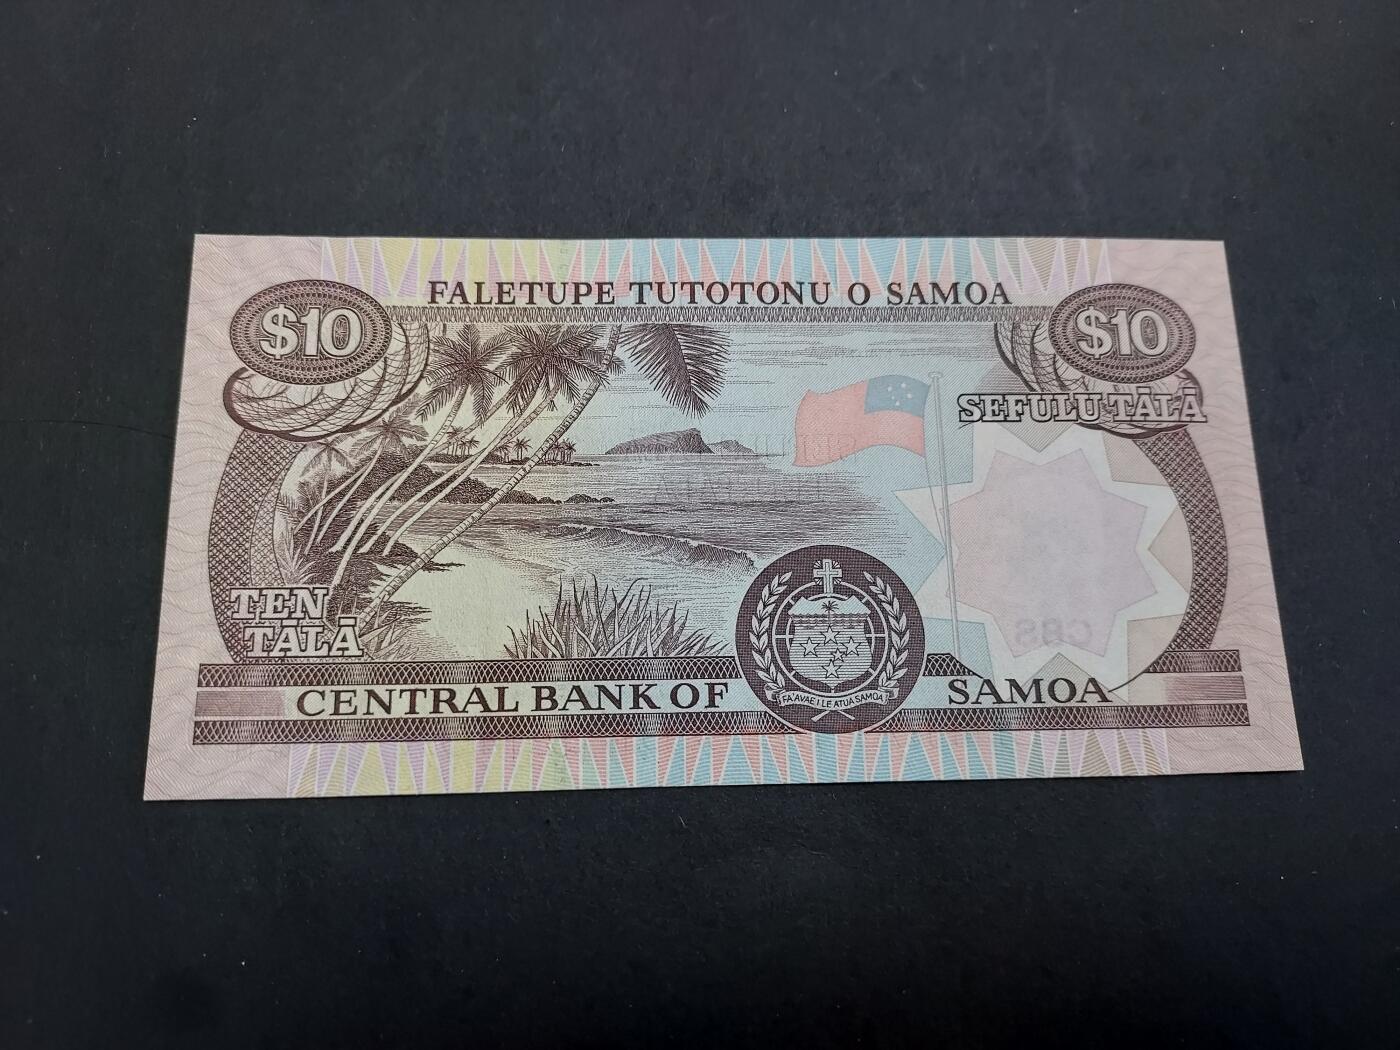 FALETUPE TUTOTONU O SAMOA
$10
$10
SEFULU TĀLĀ
TEN
TĀLĀ
CENTRAL BANK OF SAMOA
FA'AVAE I LE ATUA SAMOA
CBS